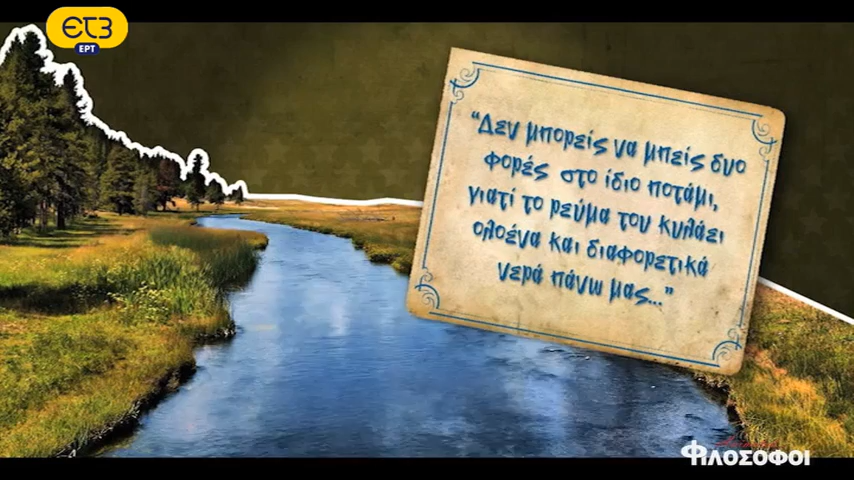 ετ3
ΕΡΤ
“Δεν μπορείς να μπεις δυο
φορές στο ίδιο ποτάμι,
γιατί το ρεύμα του κυλάει
ολοένα και διαφορετικά
νερά πάνω μας...”
ΦΙΛΟΣΟΦΟΙ